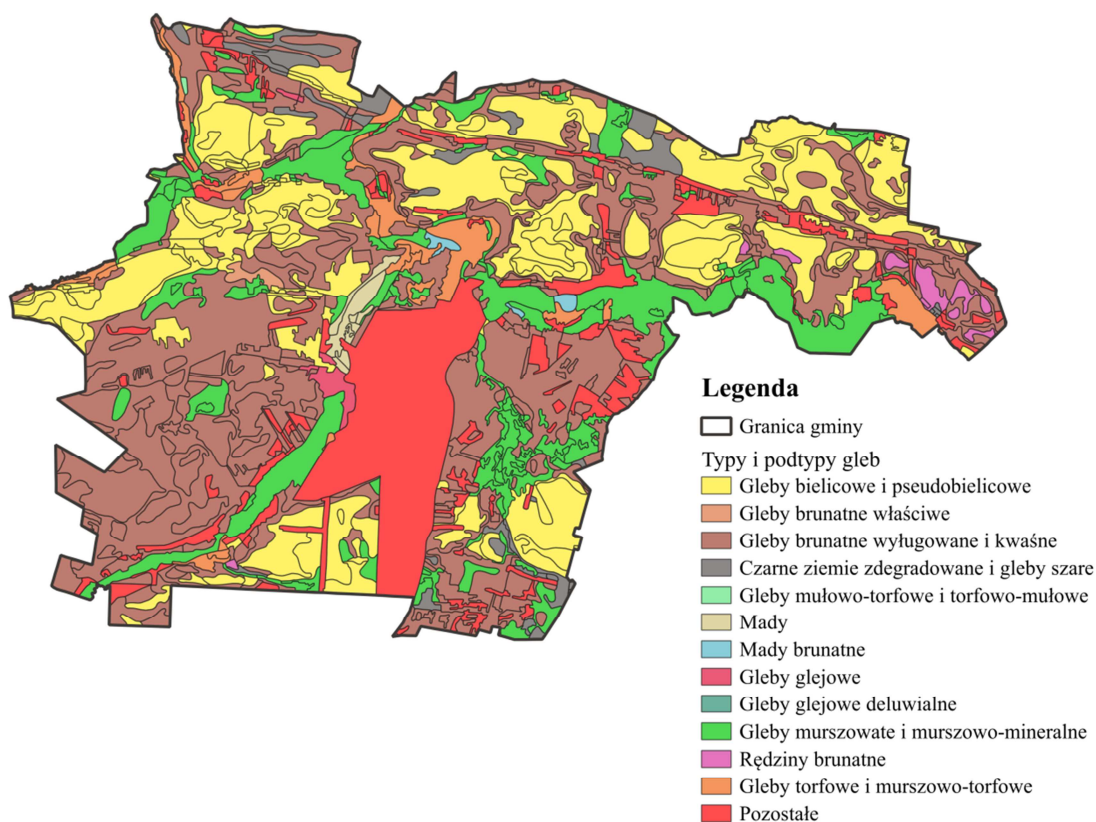 Legenda
Granica gminy
Typy i podtypy gleb
Gleby bielicowe i pseudobielicowe
Gleby brunatne właściwe
Gleby brunatne wyługowane i kwaśne
Czarne ziemie zdegradowane i gleby szare
Gleby mułowo-torfowe i torfowo-mułowe
Mady
Mady brunatne
Gleby glejowe
Gleby glejowe deluwialne
Gleby murszowate i murszowo-mineralne
Rędziny brunatne
Gleby torfowe i murszowo-torfowe
Pozostałe